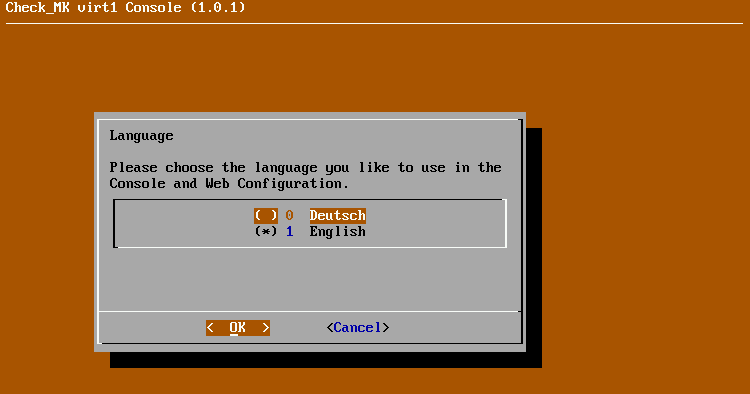 Check_MK virt1 Console (1.0.1)
Language
Please choose the language you like to use in the
Console and Web Configuration.
( ) 0 Deutsch
(*) 1 English
< OK > <Cancel>